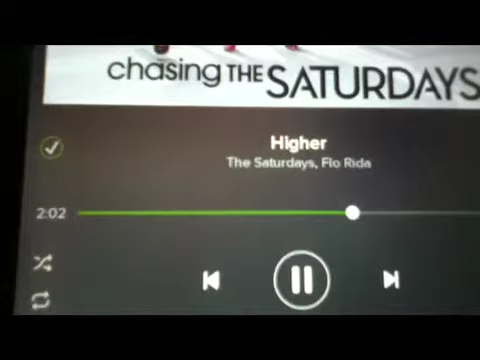 chasing THE SATURDAYS
Higher
The Saturdays, Flo Rida
2:02